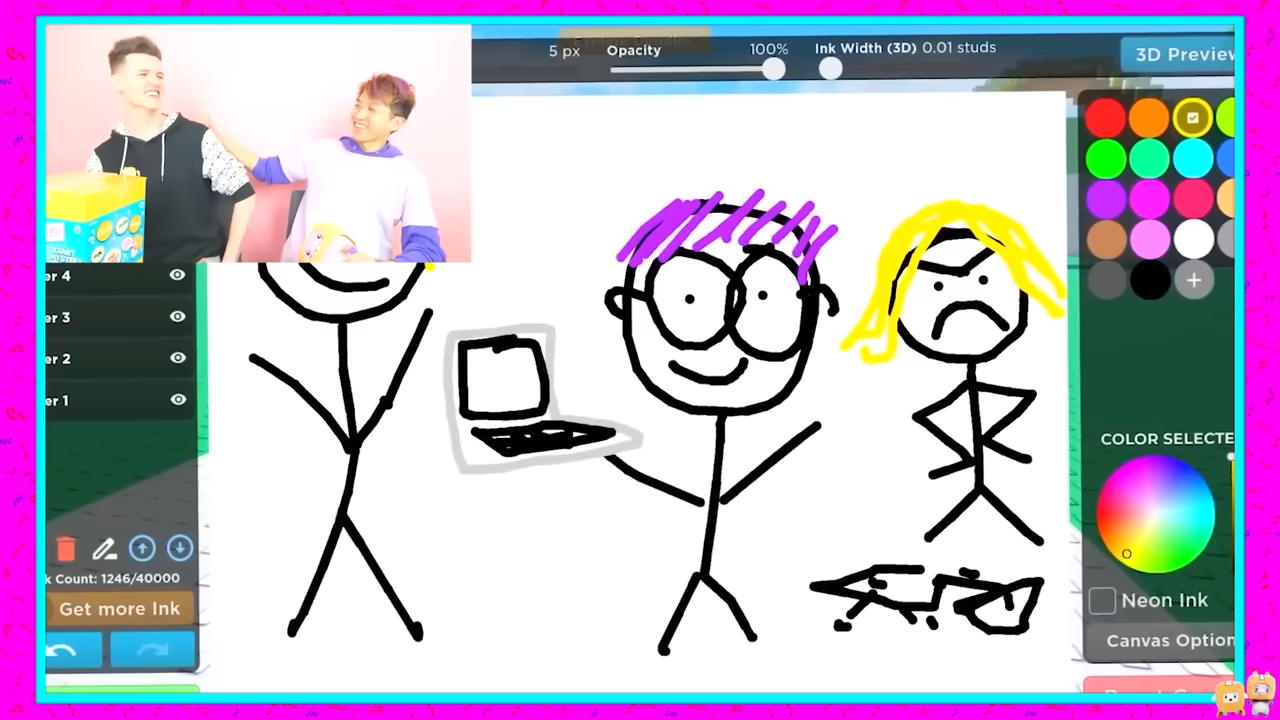 5 px
Opacity
100%
Ink Width (3D) 0.01 studs
3D Preview
er 4
er 3
er 2
er 1
k Count: 1246/40000
Get more Ink
COLOR SELECTE
Neon Ink
Canvas Option